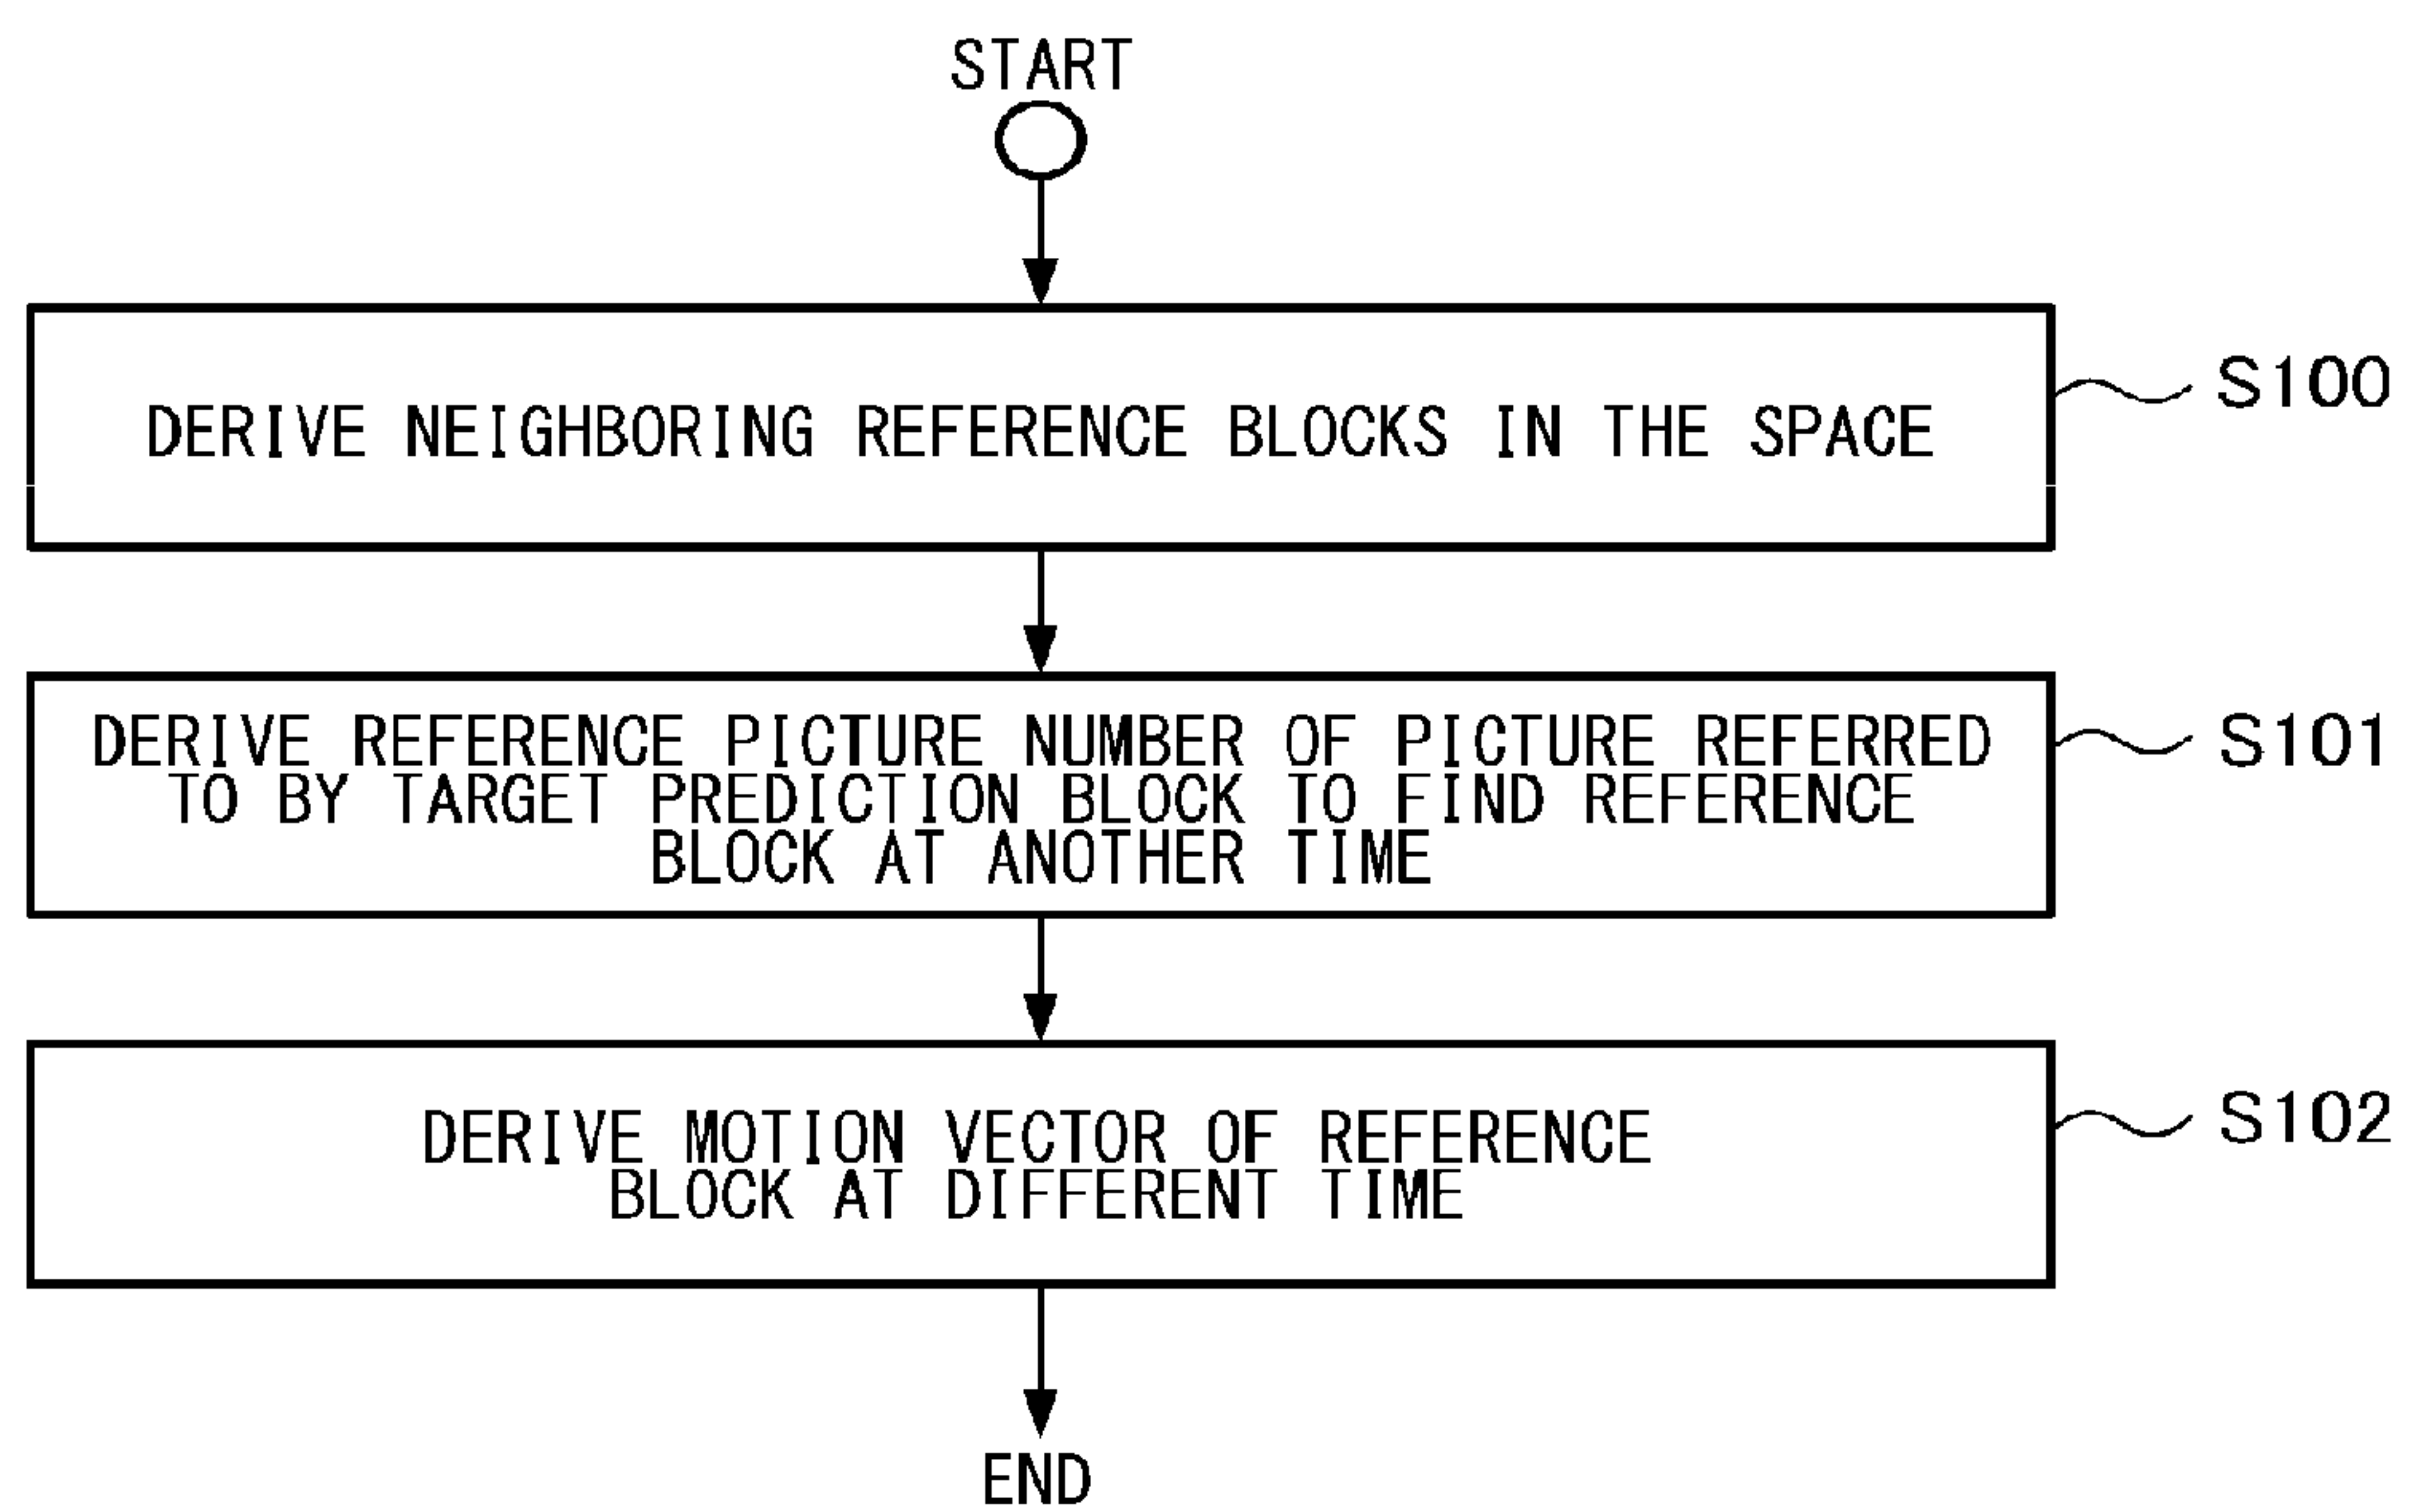 START
DERIVE NEIGHBORING REFERENCE BLOCKS IN THE SPACE
S100
DERIVE REFERENCE PICTURE NUMBER OF PICTURE REFERRED
TO BY TARGET PREDICTION BLOCK TO FIND REFERENCE
BLOCK AT ANOTHER TIME
S101
DERIVE MOTION VECTOR OF REFERENCE
BLOCK AT DIFFERENT TIME
S102
END